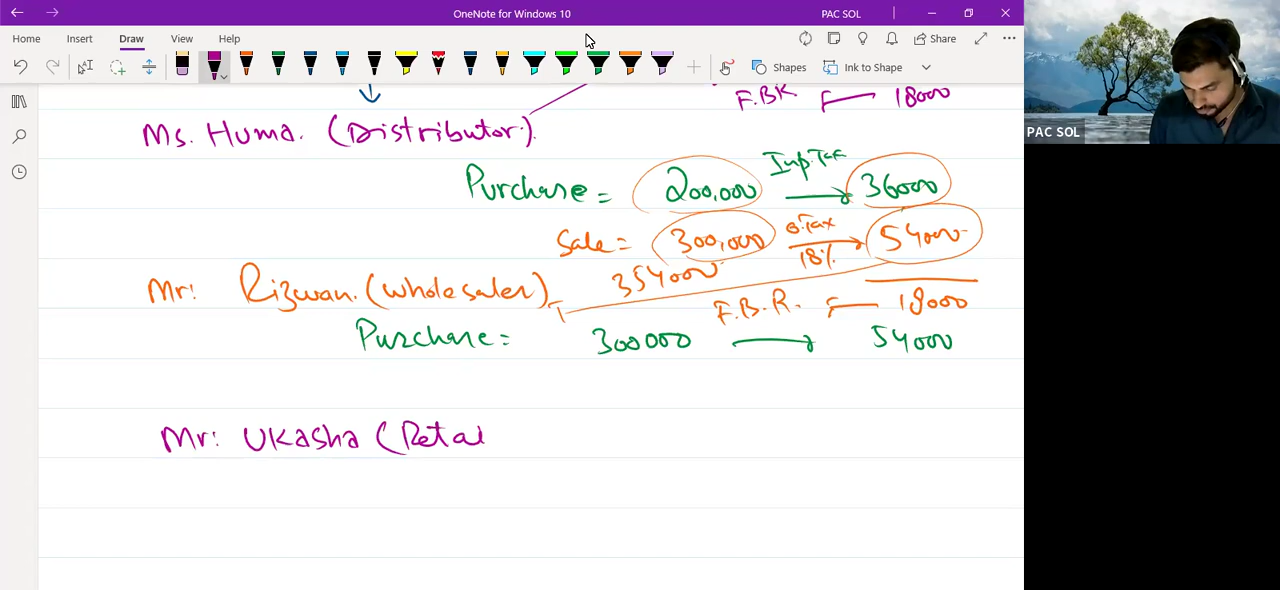 OneNote for Windows 10
PAC SOL
Home Insert Draw View Help
Share
Shapes
Ink to Shape
F.BR 18000
Ms. Huma. (Distributor).
PAC SOL
Purchase = 200,000 Inp.Tax 36000
Sale = 300,000 o.Tax 18% 54000
Mr: Rizwan. (wholesaler) 354000
F.B.R. 18000
Purchase = 300000 54000
Mr: Ukasha (Retai